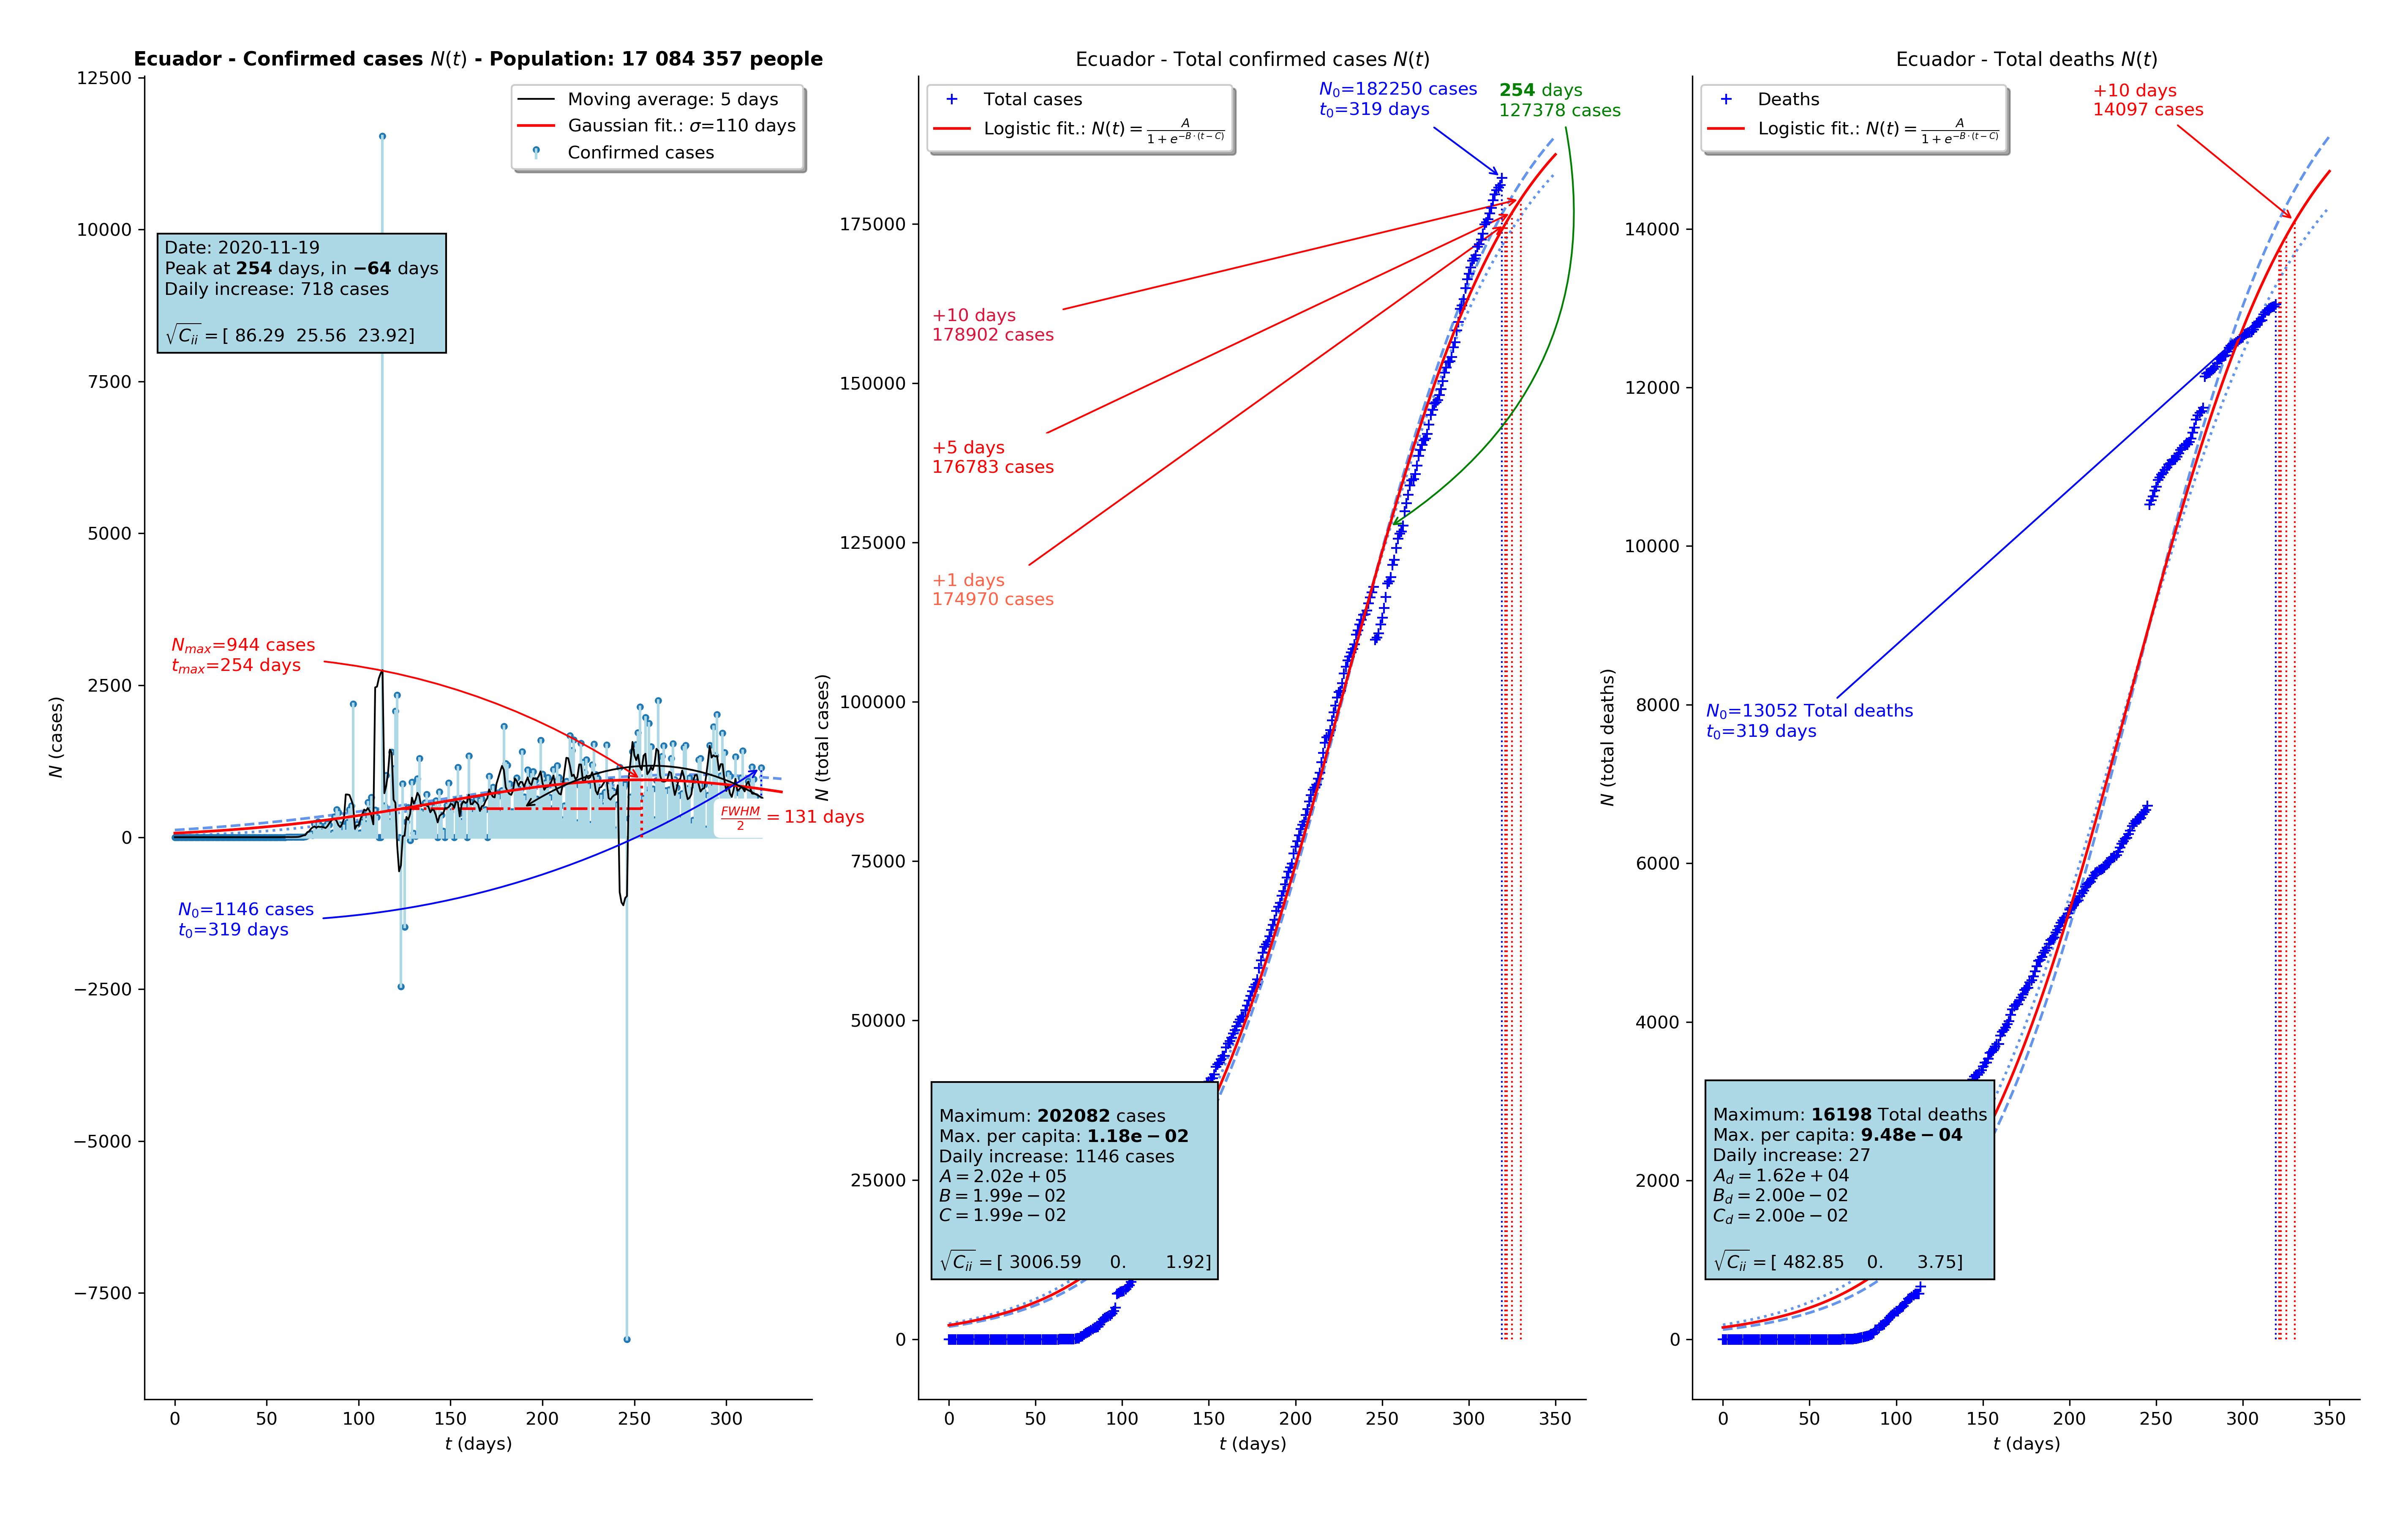 Ecuador - Confirmed cases N(t) - Population: 17 084 357 people
Moving average: 5 days
Gaussian fit.: σ=110 days
Confirmed cases
Date: 2020-11-19
Peak at 254 days, in −64 days
Daily increase: 718 cases
√C_ii = [ 86.29 25.56 23.92]
N_max=944 cases
t_max=254 days
FWHM/2 = 131 days
N_0=1146 cases
t_0=319 days
12500
10000
7500
5000
2500
0
−2500
−5000
−7500
N (cases)
0 50 100 150 200 250 300
t (days)
Ecuador - Total confirmed cases N(t)
Total cases
Logistic fit.: N(t) = A / (1 + e^{−B·(t−C)})
N_0=182250 cases
t_0=319 days
254 days
127378 cases
+10 days
178902 cases
+5 days
176783 cases
+1 days
174970 cases
Maximum: 202082 cases
Max. per capita: 1.18e − 02
Daily increase: 1146 cases
A = 2.02e + 05
B = 1.99e − 02
C = 1.99e − 02
√C_ii = [ 3006.59 0. 1.92]
175000
150000
125000
100000
75000
50000
25000
0
N (total cases)
0 50 100 150 200 250 300 350
t (days)
Ecuador - Total deaths N(t)
Deaths
Logistic fit.: N(t) = A / (1 + e^{−B·(t−C)})
+10 days
14097 cases
N_0=13052 Total deaths
t_0=319 days
Maximum: 16198 Total deaths
Max. per capita: 9.48e − 04
Daily increase: 27
A_d = 1.62e + 04
B_d = 2.00e − 02
C_d = 2.00e − 02
√C_ii = [ 482.85 0. 3.75]
14000
12000
10000
8000
6000
4000
2000
0
N (total deaths)
0 50 100 150 200 250 300 350
t (days)